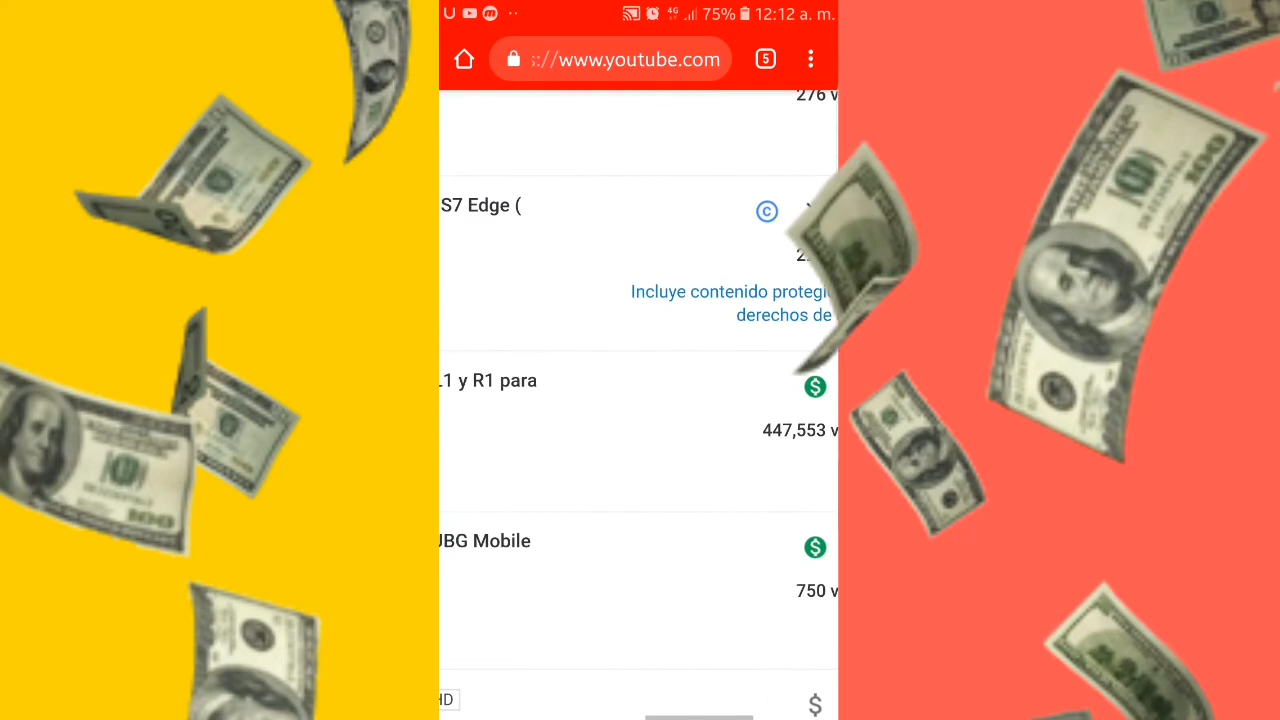 75% 12:12 a. m.
://www.youtube.com 5
276 v
S7 Edge (
Incluye contenido protegi
derechos de
L1 y R1 para
447,553 v
JBG Mobile
750 v
HD